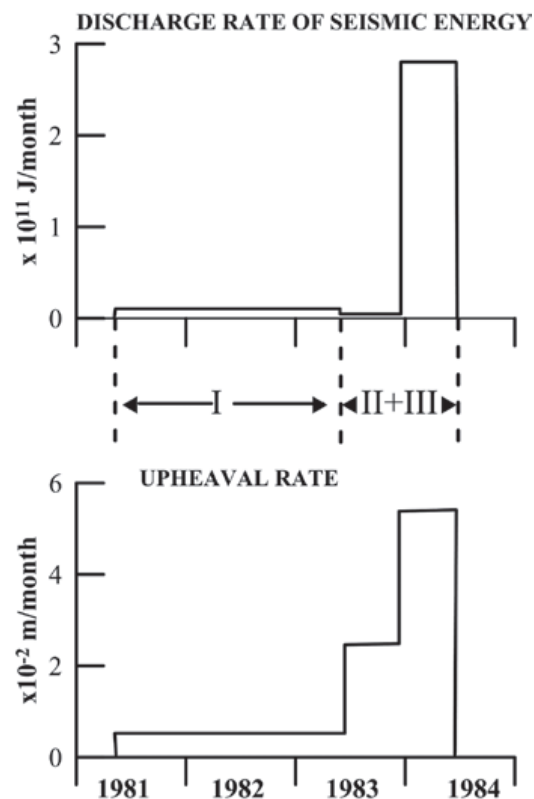 DISCHARGE RATE OF SEISMIC ENERGY
3
2
1
0
x 10¹¹ J/month
I
II+III
UPHEAVAL RATE
6
4
2
0
x10⁻² m/month
1981 1982 1983 1984